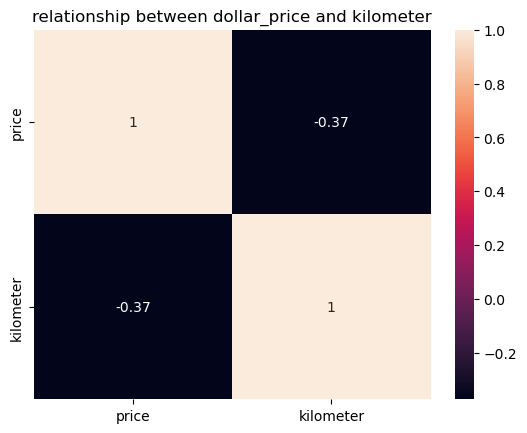 relationship between dollar_price and kilometer
price
1
-0.37
kilometer
-0.37
1
price
kilometer
1.0
0.8
0.6
0.4
0.2
0.0
−0.2